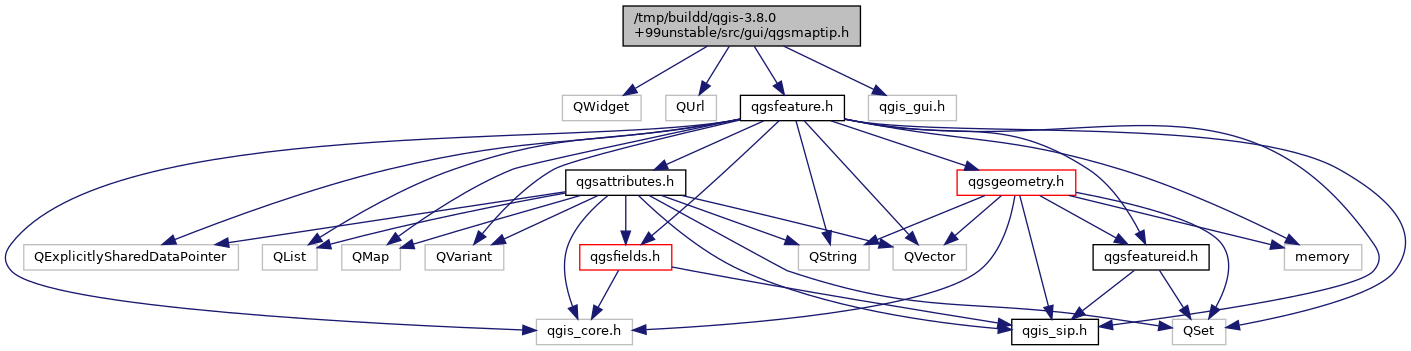 /tmp/buildd/qgis-3.8.0
+99unstable/src/gui/qgsmaptip.h
QWidget
QUrl
qgsfeature.h
qgis_gui.h
qgsattributes.h
qgsgeometry.h
QExplicitlySharedDataPointer
QList
QMap
QVariant
qgsfields.h
QString
QVector
qgsfeatureid.h
memory
qgis_core.h
qgis_sip.h
QSet